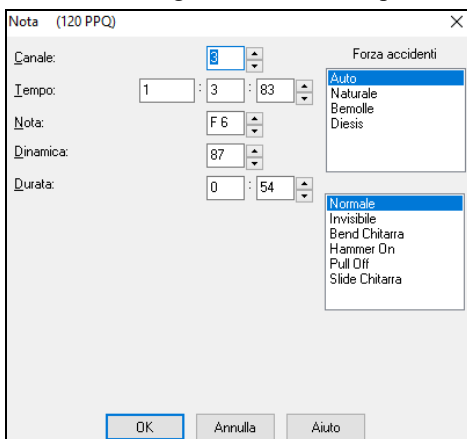 Nota (120 PPQ)
Canale: 3 Forza accidenti
Auto
Tempo: 1 : 3 : 83 Naturale
Bemolle
Nota: F 6 Diesis
Dinamica: 87
Durata: 0 : 54
Normale
Invisibile
Bend Chitarra
Hammer On
Pull Off
Slide Chitarra
OK Annulla Aiuto